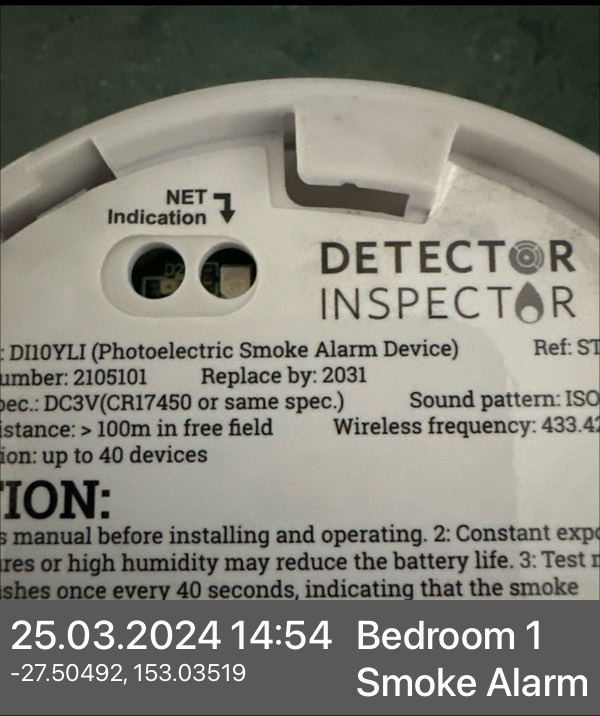 NET
Indication
DETECTOR
INSPECTOR
: DI10YLI (Photoelectric Smoke Alarm Device) Ref: ST
umber: 2105101 Replace by: 2031
pec.: DC3V(CR17450 or same spec.) Sound pattern: ISO
istance: > 100m in free field Wireless frequency: 433.42
ion: up to 40 devices
TION:
s manual before installing and operating. 2: Constant expo
ures or high humidity may reduce the battery life. 3: Test
shes once every 40 seconds, indicating that the smoke
25.03.2024 14:54 Bedroom 1
-27.50492, 153.03519 Smoke Alarm